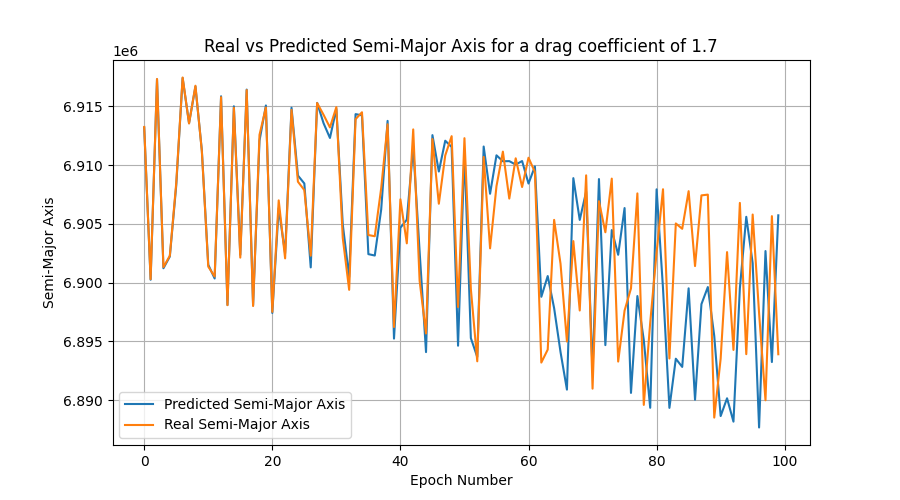 Real vs Predicted Semi-Major Axis for a drag coefficient of 1.7
1e6
6.915
6.910
6.905
6.900
6.895
6.890
Semi-Major Axis
Predicted Semi-Major Axis
Real Semi-Major Axis
0 20 40 60 80 100
Epoch Number